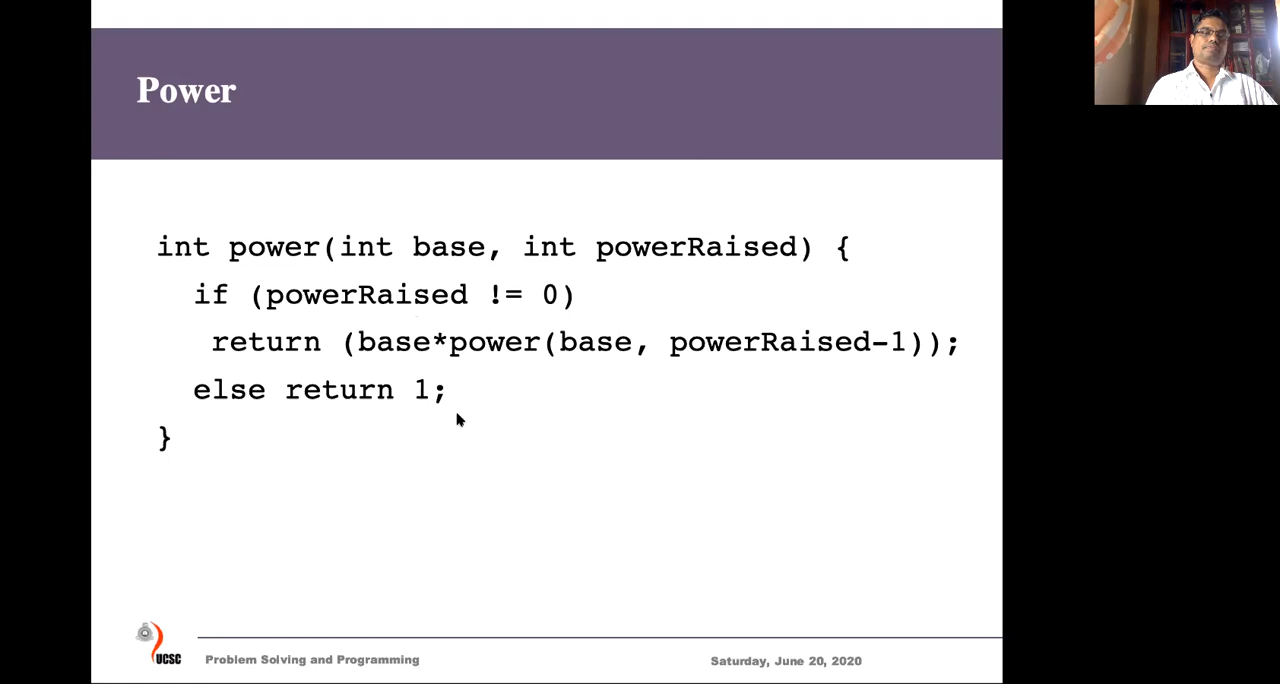 Power
int power(int base, int powerRaised) {
if (powerRaised != 0)
return (base*power(base, powerRaised-1));
else return 1;
}
UCSC
Problem Solving and Programming
Saturday, June 20, 2020